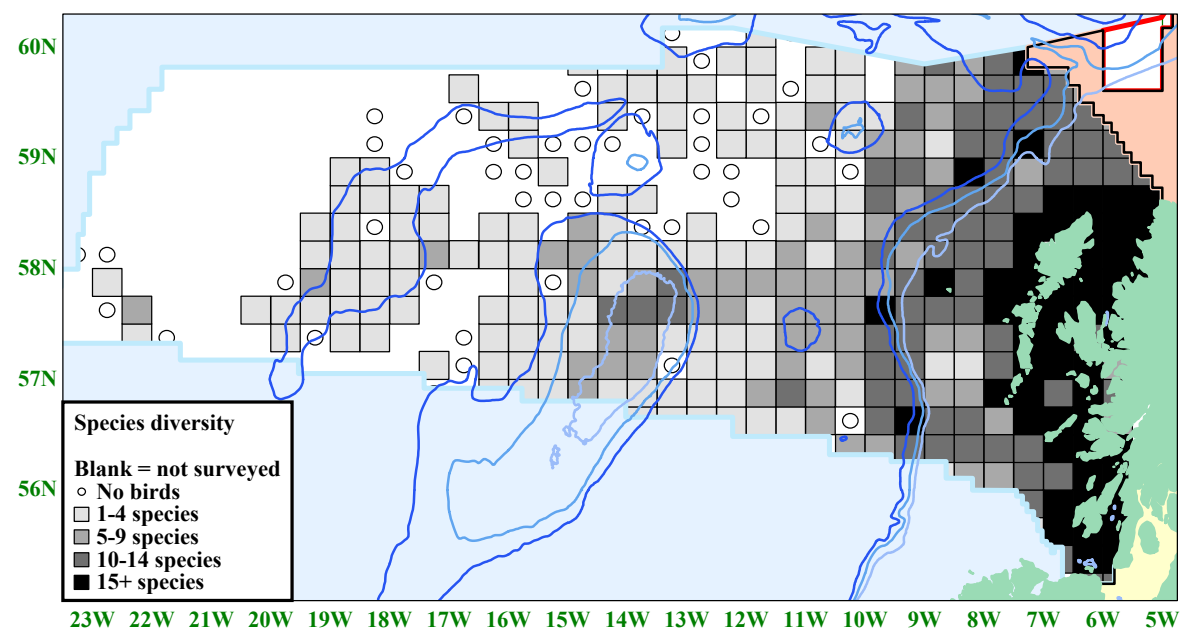 60N
59N
58N
57N
56N
Species diversity
Blank = not surveyed
No birds
1-4 species
5-9 species
10-14 species
15+ species
23W 22W 21W 20W 19W 18W 17W 16W 15W 14W 13W 12W 11W 10W 9W 8W 7W 6W 5W